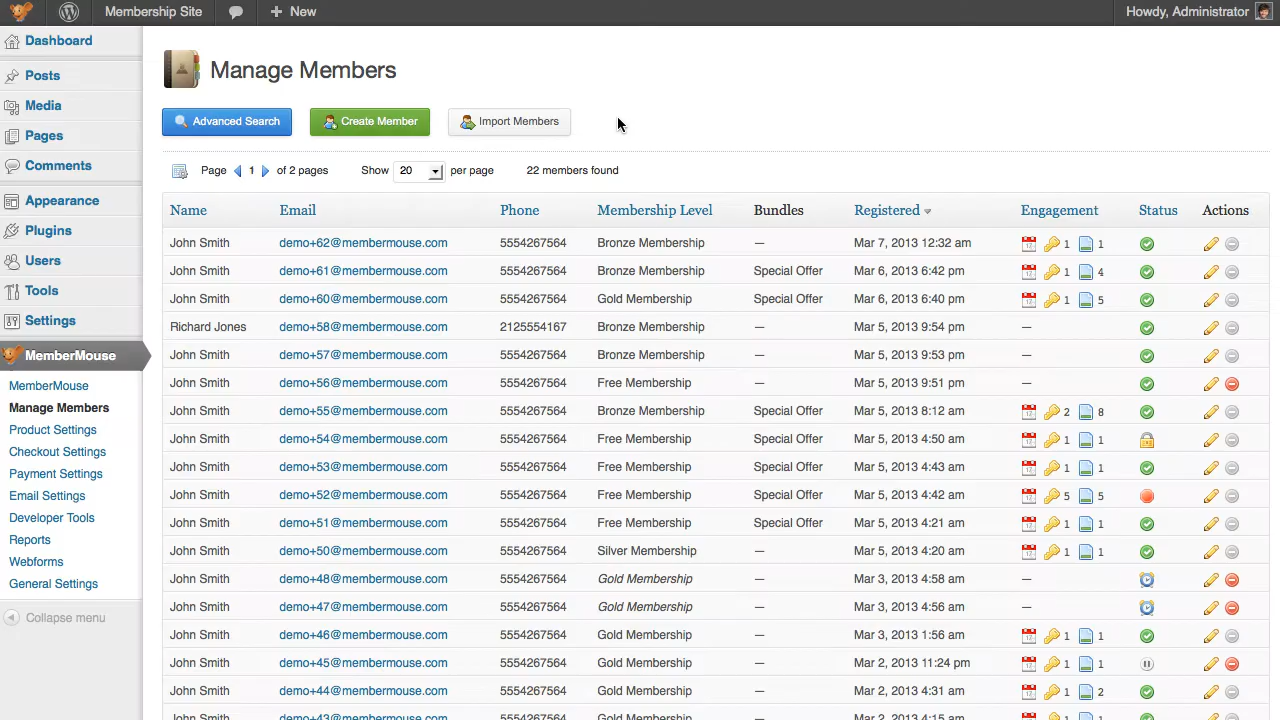 Membership Site + New Howdy, Administrator
Dashboard
Posts
Media
Pages
Comments
Appearance
Plugins
Users
Tools
Settings
MemberMouse
MemberMouse
Manage Members
Product Settings
Checkout Settings
Payment Settings
Email Settings
Developer Tools
Reports
Webforms
General Settings
Collapse menu
Manage Members
Advanced Search Create Member Import Members
Page 1 of 2 pages Show 20 per page 22 members found
Name Email Phone Membership Level Bundles Registered Engagement Status Actions
John Smith demo+62@membermouse.com 5554267564 Bronze Membership — Mar 7, 2013 12:32 am 1 1
John Smith demo+61@membermouse.com 5554267564 Bronze Membership Special Offer Mar 6, 2013 6:42 pm 1 4
John Smith demo+60@membermouse.com 5554267564 Gold Membership Special Offer Mar 6, 2013 6:40 pm 1 5
Richard Jones demo+58@membermouse.com 2125554167 Bronze Membership — Mar 5, 2013 9:54 pm —
John Smith demo+57@membermouse.com 5554267564 Bronze Membership — Mar 5, 2013 9:53 pm —
John Smith demo+56@membermouse.com 5554267564 Free Membership — Mar 5, 2013 9:51 pm —
John Smith demo+55@membermouse.com 5554267564 Bronze Membership Special Offer Mar 5, 2013 8:12 am 2 8
John Smith demo+54@membermouse.com 5554267564 Free Membership Special Offer Mar 5, 2013 4:50 am 1 1
John Smith demo+53@membermouse.com 5554267564 Free Membership Special Offer Mar 5, 2013 4:43 am 1 1
John Smith demo+52@membermouse.com 5554267564 Free Membership Special Offer Mar 5, 2013 4:42 am 5 5
John Smith demo+51@membermouse.com 5554267564 Free Membership Special Offer Mar 5, 2013 4:21 am 1 1
John Smith demo+50@membermouse.com 5554267564 Silver Membership — Mar 5, 2013 4:20 am 1 1
John Smith demo+48@membermouse.com 5554267564 Gold Membership — Mar 3, 2013 4:58 am —
John Smith demo+47@membermouse.com 5554267564 Gold Membership — Mar 3, 2013 4:56 am —
John Smith demo+46@membermouse.com 5554267564 Gold Membership — Mar 3, 2013 1:56 am 1 1
John Smith demo+45@membermouse.com 5554267564 Gold Membership — Mar 2, 2013 11:24 pm 1 1
John Smith demo+44@membermouse.com 5554267564 Gold Membership — Mar 2, 2013 4:31 am 1 2
John Smith demo+43@membermouse.com 5554267564 Gold Membership Mar 2, 2013 4:15 am